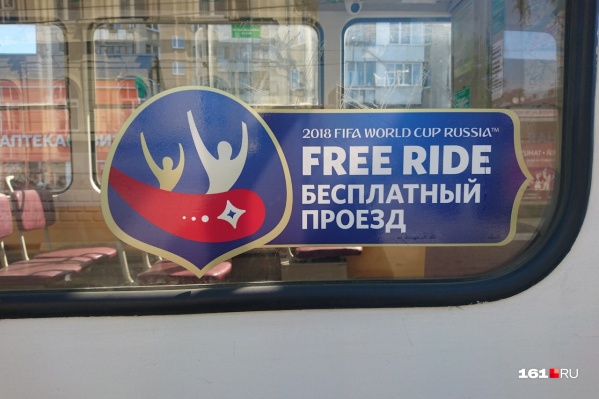 2018 FIFA WORLD CUP RUSSIA™
FREE RIDE
БЕСПЛАТНЫЙ
ПРОЕЗД
АПТЕКА
161.RU